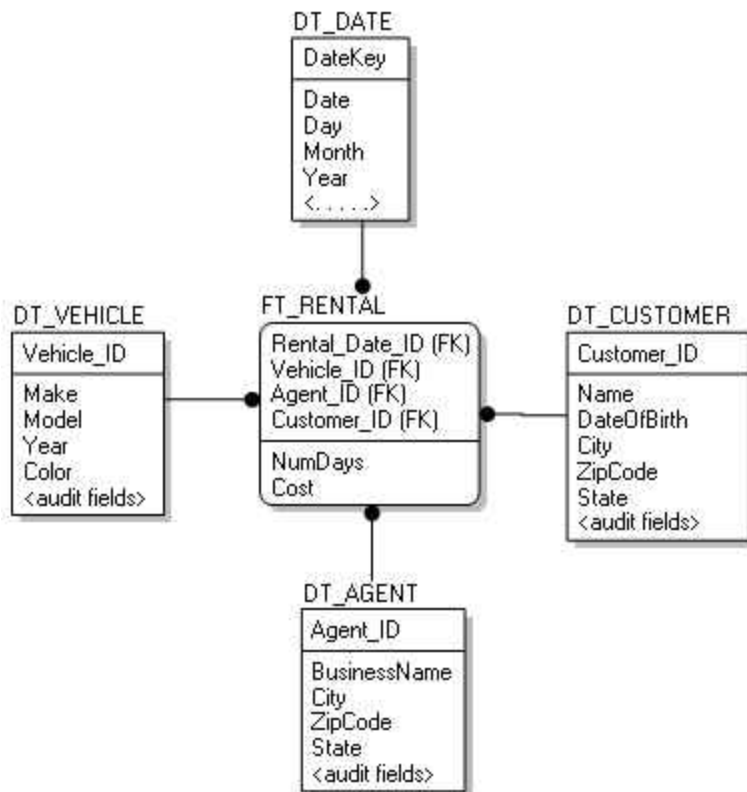 DT_DATE
DateKey
Date
Day
Month
Year
<. . . . .>
FT_RENTAL
Rental_Date_ID (FK)
Vehicle_ID (FK)
Agent_ID (FK)
Customer_ID (FK)
NumDays
Cost
DT_VEHICLE
Vehicle_ID
Make
Model
Year
Color
<audit fields>
DT_CUSTOMER
Customer_ID
Name
DateOfBirth
City
ZipCode
State
<audit fields>
DT_AGENT
Agent_ID
BusinessName
City
ZipCode
State
<audit fields>